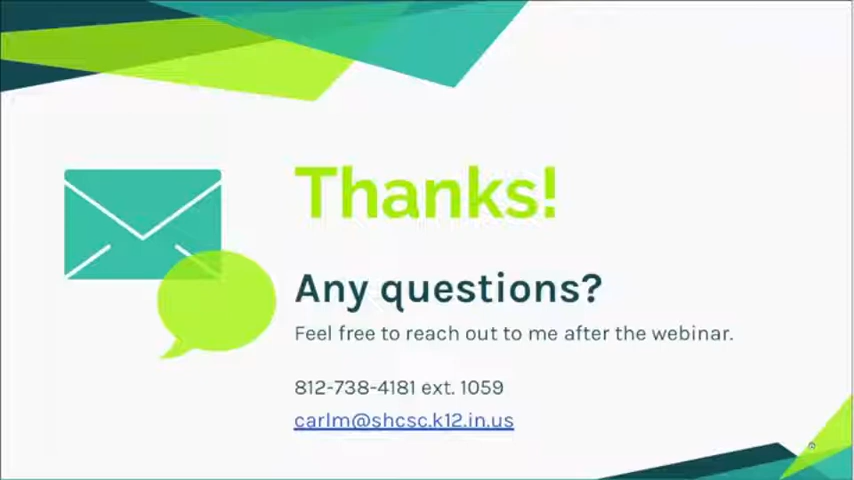 Thanks!
Any questions?
Feel free to reach out to me after the webinar.
812-738-4181 ext. 1059
carlm@shcsc.k12.in.us